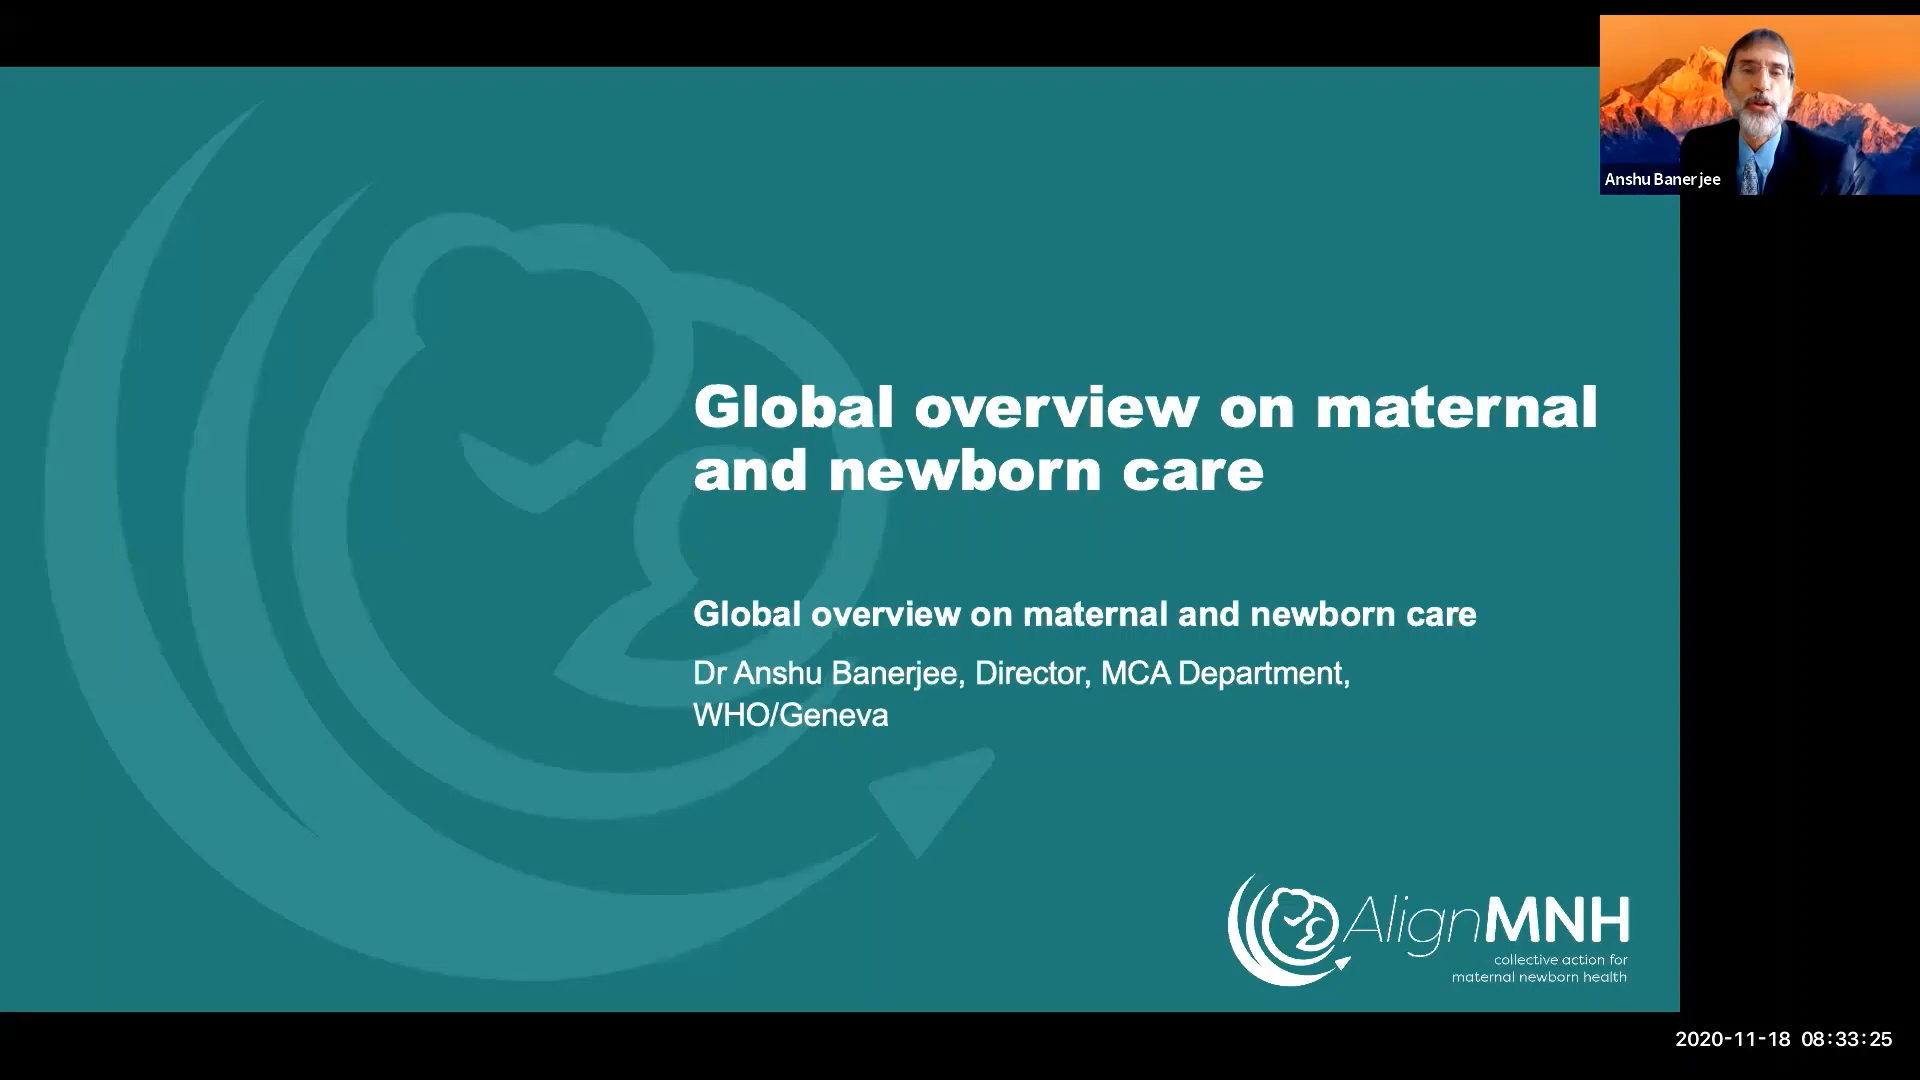 Anshu Banerjee
Global overview on maternal
and newborn care
Global overview on maternal and newborn care
Dr Anshu Banerjee, Director, MCA Department,
WHO/Geneva
AlignMNH
collective action for
maternal newborn health
2020-11-18 08:33:25